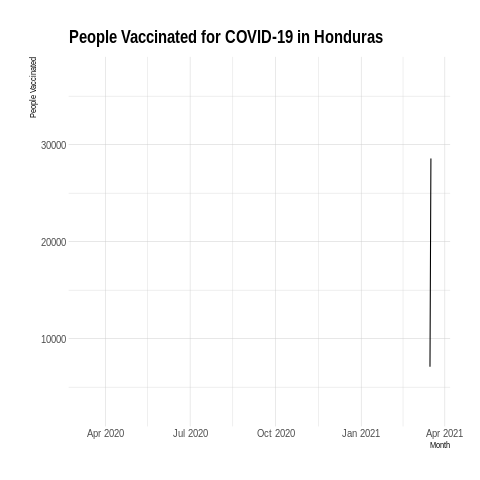 People Vaccinated for COVID-19 in Honduras
People Vaccinated
30000
20000
10000
Apr 2020
Jul 2020
Oct 2020
Jan 2021
Apr 2021
Month